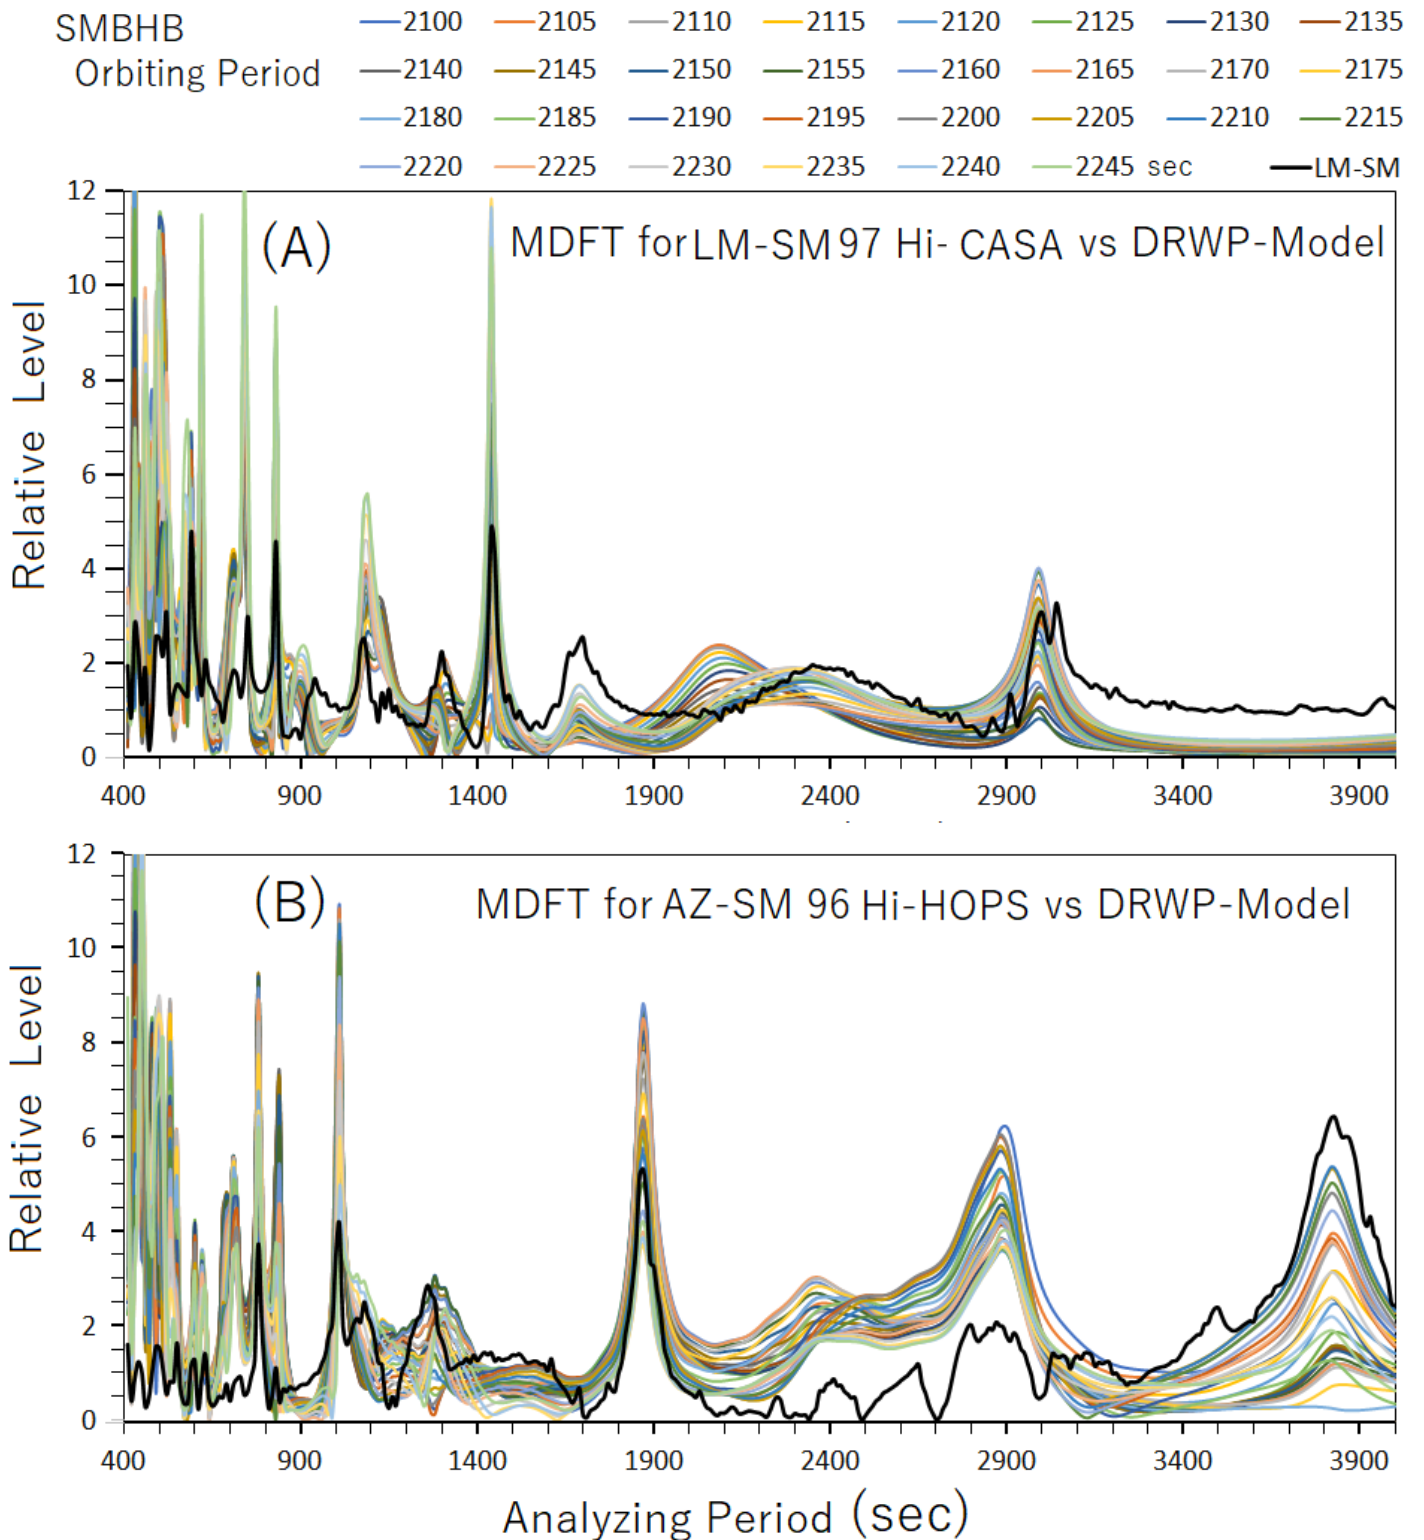 SMBHB
Orbiting Period
2100 2105 2110 2115 2120 2125 2130 2135
2140 2145 2150 2155 2160 2165 2170 2175
2180 2185 2190 2195 2200 2205 2210 2215
2220 2225 2230 2235 2240 2245 sec LM-SM
(A) MDFT for LM-SM 97 Hi- CASA vs DRWP-Model
Relative Level
12
10
8
6
4
2
0
400 900 1400 1900 2400 2900 3400 3900
(B) MDFT for AZ-SM 96 Hi-HOPS vs DRWP-Model
Relative Level
12
10
8
6
4
2
0
400 900 1400 1900 2400 2900 3400 3900
Analyzing Period (sec)